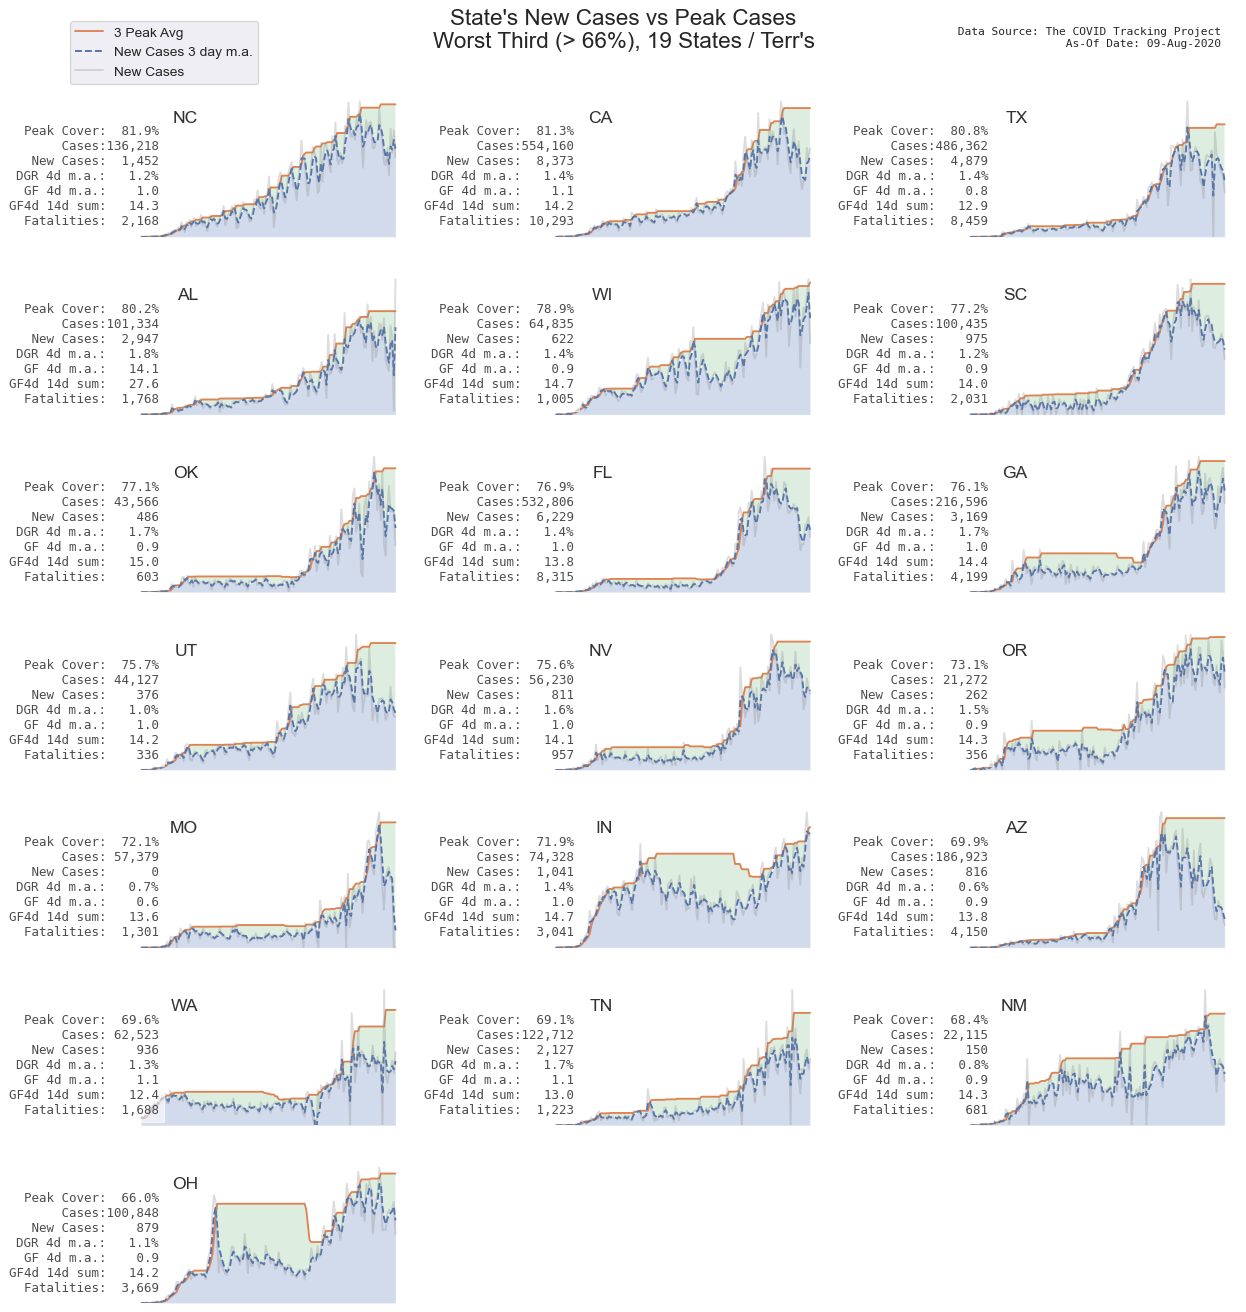 State's New Cases vs Peak Cases
Worst Third (> 66%), 19 States / Terr's
3 Peak Avg
New Cases 3 day m.a.
New Cases
Data Source: The COVID Tracking Project
As-Of Date: 09-Aug-2020
NC
Peak Cover: 81.9%
Cases:136,218
New Cases: 1,452
DGR 4d m.a.: 1.2%
GF 4d m.a.: 1.0
GF4d 14d sum: 14.3
Fatalities: 2,168
CA
Peak Cover: 81.3%
Cases:554,160
New Cases: 8,373
DGR 4d m.a.: 1.4%
GF 4d m.a.: 1.1
GF4d 14d sum: 14.2
Fatalities: 10,293
TX
Peak Cover: 80.8%
Cases:486,362
New Cases: 4,879
DGR 4d m.a.: 1.4%
GF 4d m.a.: 0.8
GF4d 14d sum: 12.9
Fatalities: 8,459
AL
Peak Cover: 80.2%
Cases:101,334
New Cases: 2,947
DGR 4d m.a.: 1.8%
GF 4d m.a.: 14.1
GF4d 14d sum: 27.6
Fatalities: 1,768
WI
Peak Cover: 78.9%
Cases: 64,835
New Cases: 622
DGR 4d m.a.: 1.4%
GF 4d m.a.: 0.9
GF4d 14d sum: 14.7
Fatalities: 1,005
SC
Peak Cover: 77.2%
Cases:100,435
New Cases: 975
DGR 4d m.a.: 1.2%
GF 4d m.a.: 0.9
GF4d 14d sum: 14.0
Fatalities: 2,031
OK
Peak Cover: 77.1%
Cases: 43,566
New Cases: 486
DGR 4d m.a.: 1.7%
GF 4d m.a.: 0.9
GF4d 14d sum: 15.0
Fatalities: 603
FL
Peak Cover: 76.9%
Cases:532,806
New Cases: 6,229
DGR 4d m.a.: 1.4%
GF 4d m.a.: 1.0
GF4d 14d sum: 13.8
Fatalities: 8,315
GA
Peak Cover: 76.1%
Cases:216,596
New Cases: 3,169
DGR 4d m.a.: 1.7%
GF 4d m.a.: 1.0
GF4d 14d sum: 14.4
Fatalities: 4,199
UT
Peak Cover: 75.7%
Cases: 44,127
New Cases: 376
DGR 4d m.a.: 1.0%
GF 4d m.a.: 1.0
GF4d 14d sum: 14.2
Fatalities: 336
NV
Peak Cover: 75.6%
Cases: 56,230
New Cases: 811
DGR 4d m.a.: 1.6%
GF 4d m.a.: 1.0
GF4d 14d sum: 14.1
Fatalities: 957
OR
Peak Cover: 73.1%
Cases: 21,272
New Cases: 262
DGR 4d m.a.: 1.5%
GF 4d m.a.: 0.9
GF4d 14d sum: 14.3
Fatalities: 356
MO
Peak Cover: 72.1%
Cases: 57,379
New Cases: 0
DGR 4d m.a.: 0.7%
GF 4d m.a.: 0.6
GF4d 14d sum: 13.6
Fatalities: 1,301
IN
Peak Cover: 71.9%
Cases: 74,328
New Cases: 1,041
DGR 4d m.a.: 1.4%
GF 4d m.a.: 1.0
GF4d 14d sum: 14.7
Fatalities: 3,041
AZ
Peak Cover: 69.9%
Cases:186,923
New Cases: 816
DGR 4d m.a.: 0.6%
GF 4d m.a.: 0.9
GF4d 14d sum: 13.8
Fatalities: 4,150
WA
Peak Cover: 69.6%
Cases: 62,523
New Cases: 936
DGR 4d m.a.: 1.3%
GF 4d m.a.: 1.1
GF4d 14d sum: 12.4
Fatalities: 1,688
TN
Peak Cover: 69.1%
Cases:122,712
New Cases: 2,127
DGR 4d m.a.: 1.7%
GF 4d m.a.: 1.1
GF4d 14d sum: 13.0
Fatalities: 1,223
NM
Peak Cover: 68.4%
Cases: 22,115
New Cases: 150
DGR 4d m.a.: 0.8%
GF 4d m.a.: 0.9
GF4d 14d sum: 14.3
Fatalities: 681
OH
Peak Cover: 66.0%
Cases:100,848
New Cases: 879
DGR 4d m.a.: 1.1%
GF 4d m.a.: 0.9
GF4d 14d sum: 14.2
Fatalities: 3,669